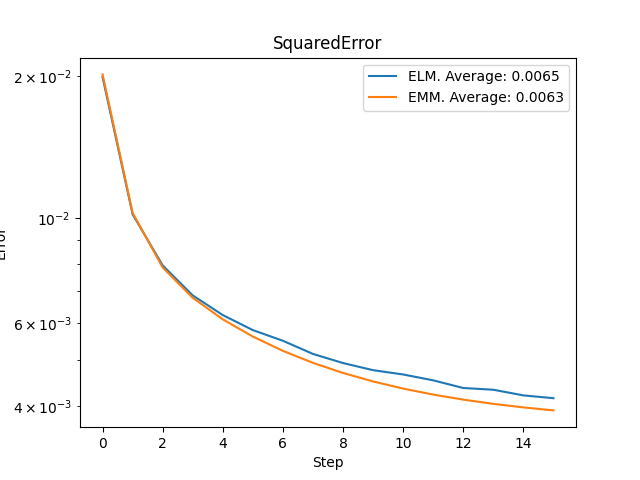 SquaredError
ELM. Average: 0.0065
EMM. Average: 0.0063
2 × 10⁻²
10⁻²
6 × 10⁻³
4 × 10⁻³
Error
0 2 4 6 8 10 12 14
Step